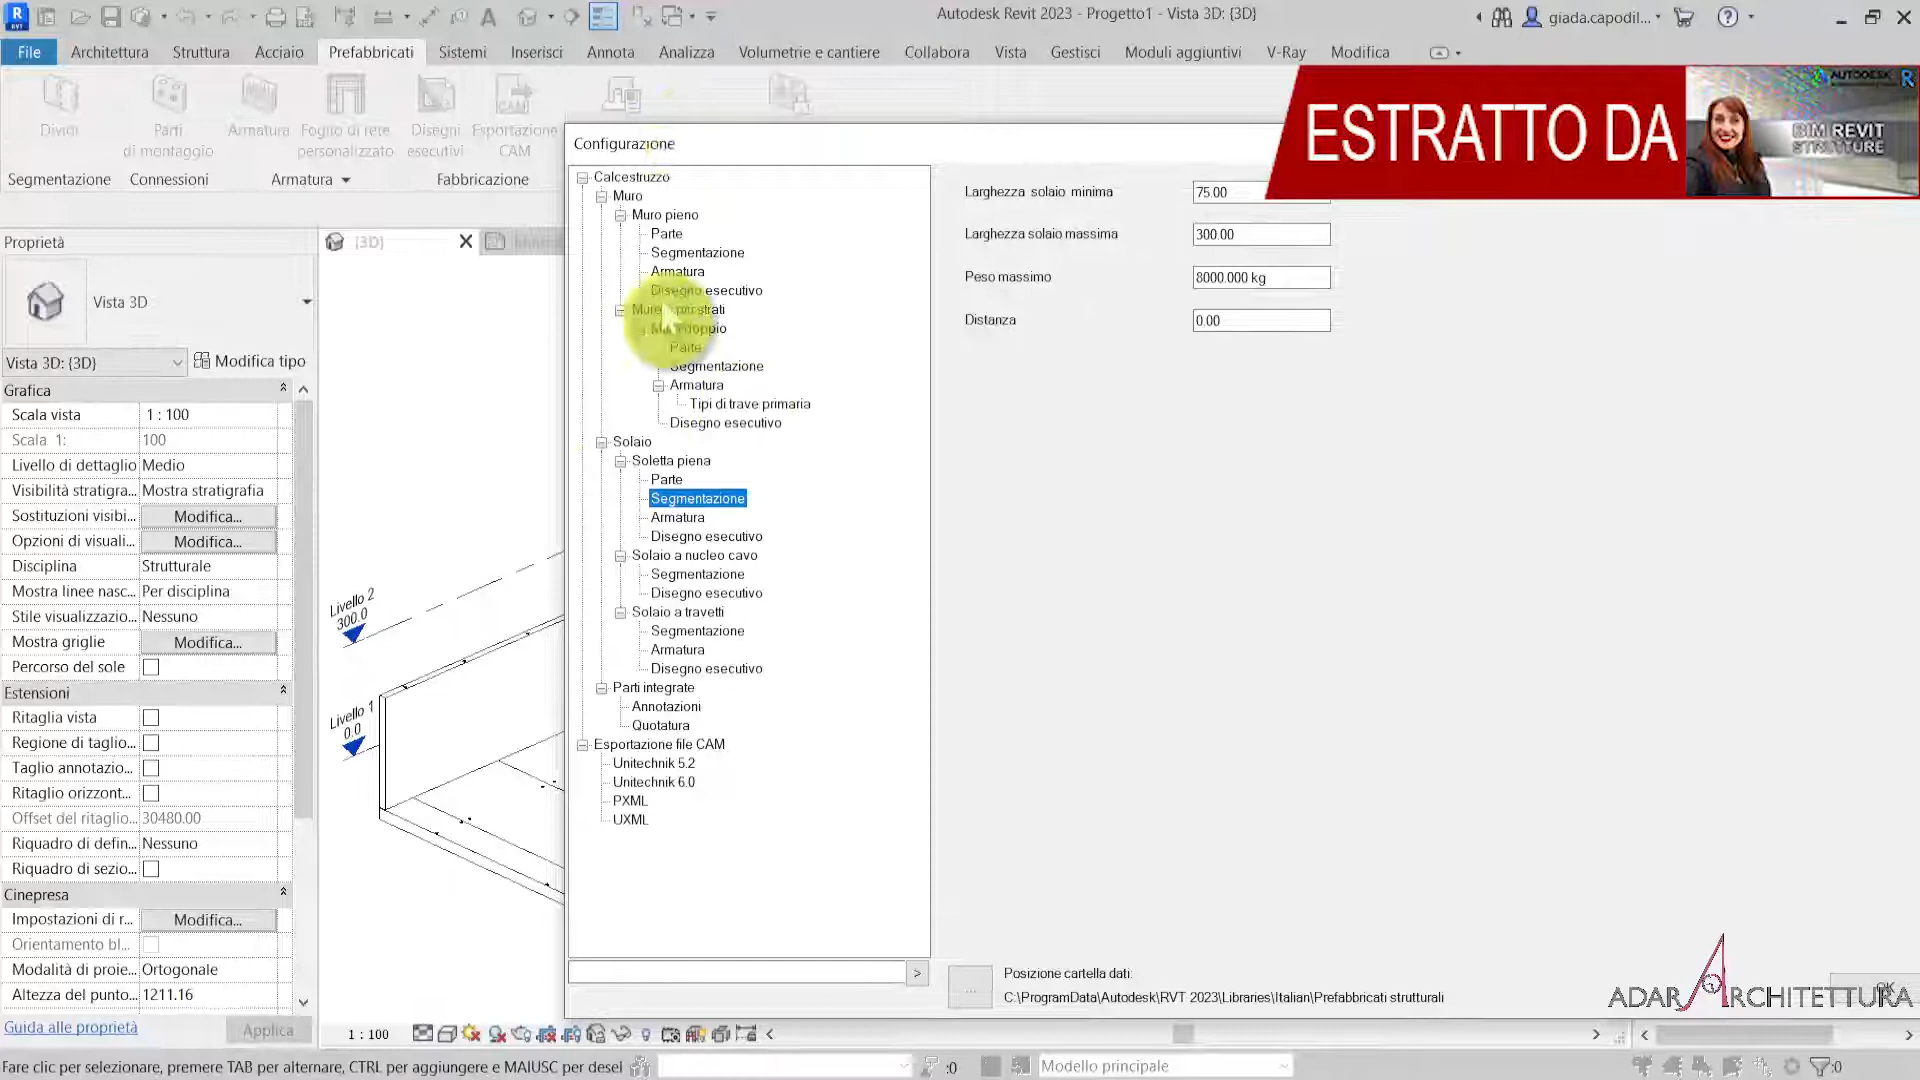 Autodesk Revit 2023 - Progetto1 - Vista 3D: {3D}
giada.capodil...
File Architettura Struttura Acciaio Prefabbricati Sistemi Inserisci Annota Analizza Volumetrie e cantiere Collabora Vista Gestisci Moduli aggiuntivi V-Ray Modifica
Dividi
Parti di montaggio
Armatura
Foglio di rete personalizzato
Disegni esecutivi
Esportazione CAM
Segmentazione Connessioni Armatura Fabbricazione
ESTRATTO DA
AUTODESK
BIM REVIT
STRUTTURE
Proprietà
{3D}
Vista 3D
Vista 3D: {3D}
Modifica tipo
Grafica
Scala vista 1 : 100
Scala 1: 100
Livello di dettaglio Medio
Visibilità stratigra... Mostra stratigrafia
Sostituzioni visibi... Modifica...
Opzioni di visuali... Modifica...
Disciplina Strutturale
Mostra linee nasc... Per disciplina
Stile visualizzazio... Nessuno
Mostra griglie Modifica...
Percorso del sole
Estensioni
Ritaglia vista
Regione di taglio...
Taglio annotazio...
Ritaglio orizzont...
Offset del ritaglio... 30480.00
Riquadro di defin... Nessuno
Riquadro di sezio...
Cinepresa
Impostazioni di r... Modifica...
Orientamento bl...
Modalità di proie... Ortogonale
Altezza del punto... 1211.16
Guida alle proprietà
Applica
Livello 2
300.0
Livello 1
0.0
Configurazione
Calcestruzzo
Muro
Muro pieno
Parte
Segmentazione
Armatura
Disegno esecutivo
Parte
Segmentazione
Armatura
Tipi di trave primaria
Disegno esecutivo
Solaio
Soletta piena
Parte
Segmentazione
Armatura
Disegno esecutivo
Solaio a nucleo cavo
Segmentazione
Disegno esecutivo
Solaio a travetti
Segmentazione
Armatura
Disegno esecutivo
Parti integrate
Annotazioni
Quotatura
Esportazione file CAM
Unitechnik 5.2
Unitechnik 6.0
PXML
UXML
Larghezza solaio minima 75.00
Larghezza solaio massima 300.00
Peso massimo 8000.000 kg
Distanza 0.00
>
...
Posizione cartella dati:
C:\ProgramData\Autodesk\RVT 2023\Libraries\Italian\Prefabbricati strutturali
OK
ADARARCHITETTURA
1 : 100
Fare clic per selezionare, premere TAB per alternare, CTRL per aggiungere e MAIUSC per desel
:0
Modello principale
:0